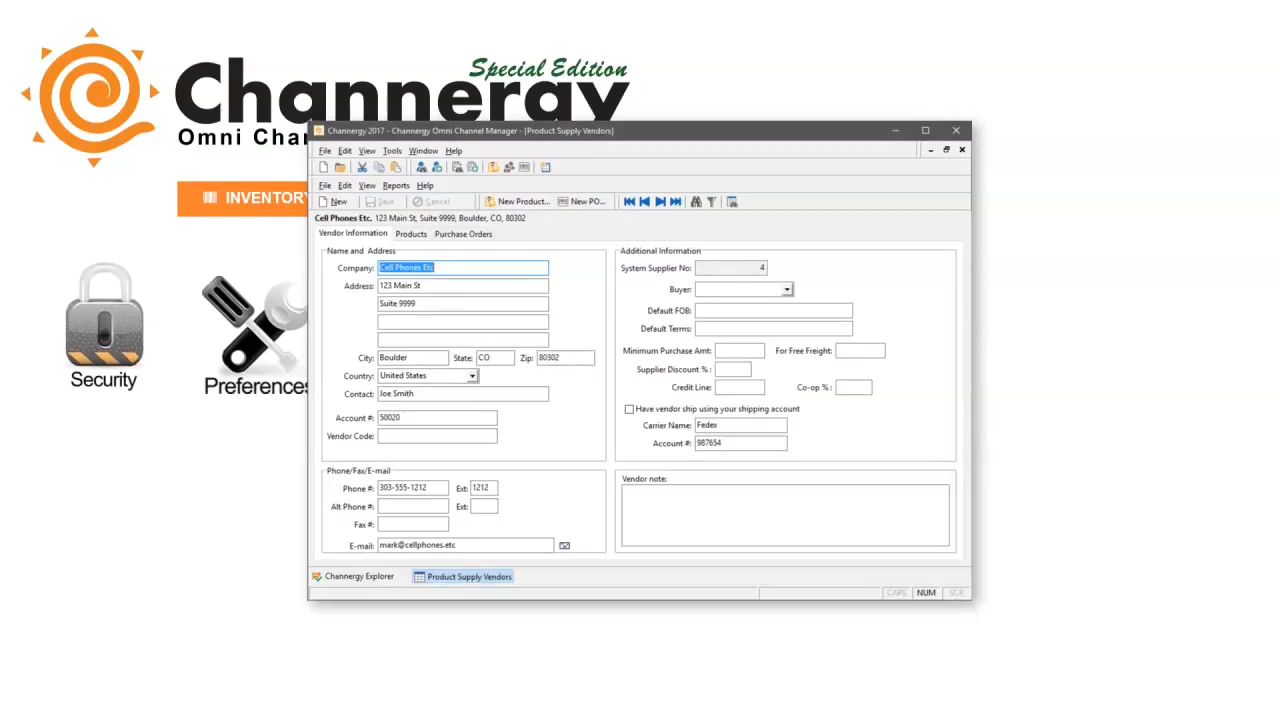 Special Edition
Channergy
Omni Chan
INVENTORY
Security
Preferences
Channergy 2017 - Channergy Omni Channel Manager - [Product Supply Vendors]
File Edit View Tools Window Help
File Edit View Reports Help
New Save Cancel New Product... New PO...
Cell Phones Etc, 123 Main St, Suite 9999, Boulder, CO, 80302
Vendor Information Products Purchase Orders
Name and Address
Company: Cell Phones Etc
Address: 123 Main St
Suite 9999
City: Boulder State: CO Zip: 80302
Country: United States
Contact: Joe Smith
Account #: 50020
Vendor Code:
Phone/Fax/E-mail
Phone #: 303-555-1212 Ext: 1212
Alt Phone #: Ext:
Fax #:
E-mail: mark@cellphones.etc
Additional Information
System Supplier No: 4
Buyer:
Default FOB:
Default Terms:
Minimum Purchase Amt: For Free Freight:
Supplier Discount % :
Credit Line: Co-op %:
Have vendor ship using your shipping account
Carrier Name: Fedex
Account #: 987654
Vendor note:
Channergy Explorer Product Supply Vendors
CAPS NUM SCR